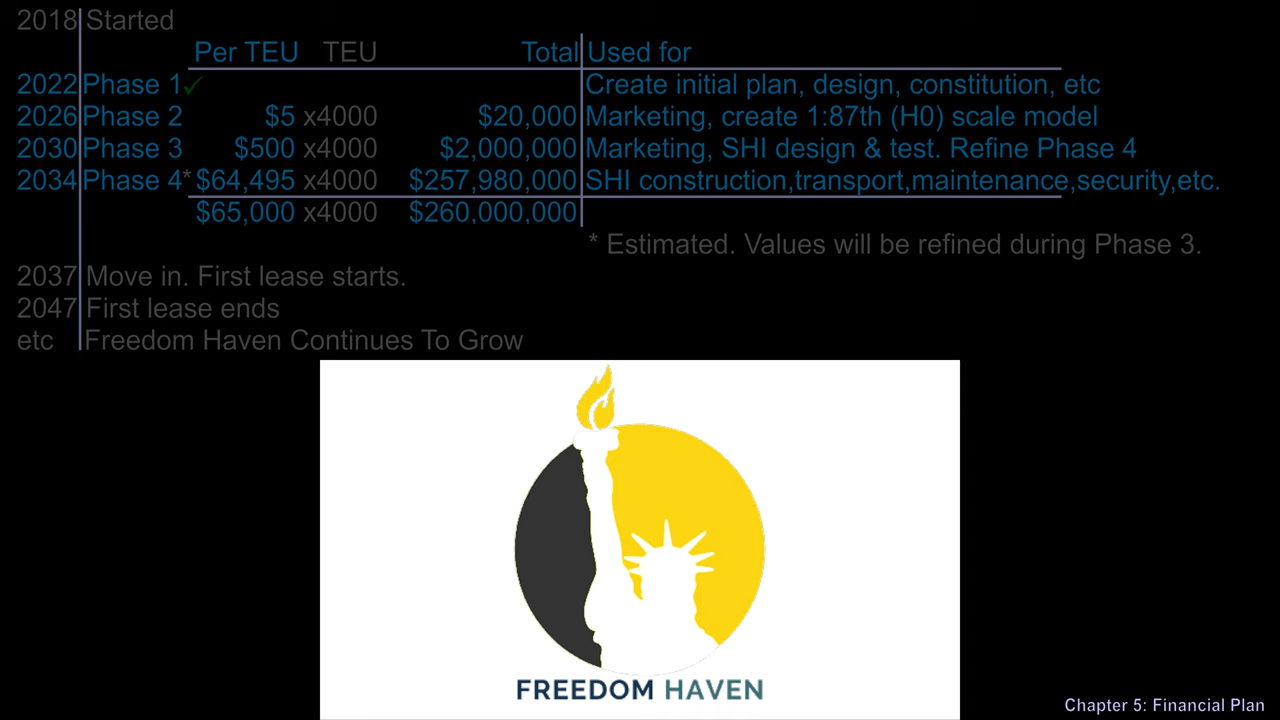 2018 Started
Per TEU TEU Total Used for
2022 Phase 1✓ Create initial plan, design, constitution, etc
2026 Phase 2 $5 x4000 $20,000 Marketing, create 1:87th (H0) scale model
2030 Phase 3 $500 x4000 $2,000,000 Marketing, SHI design & test. Refine Phase 4
2034 Phase 4* $64,495 x4000 $257,980,000 SHI construction,transport,maintenance,security,etc.
$65,000 x4000 $260,000,000
* Estimated. Values will be refined during Phase 3.
2037 Move in. First lease starts.
2047 First lease ends
etc Freedom Haven Continues To Grow
FREEDOM HAVEN
Chapter 5: Financial Plan